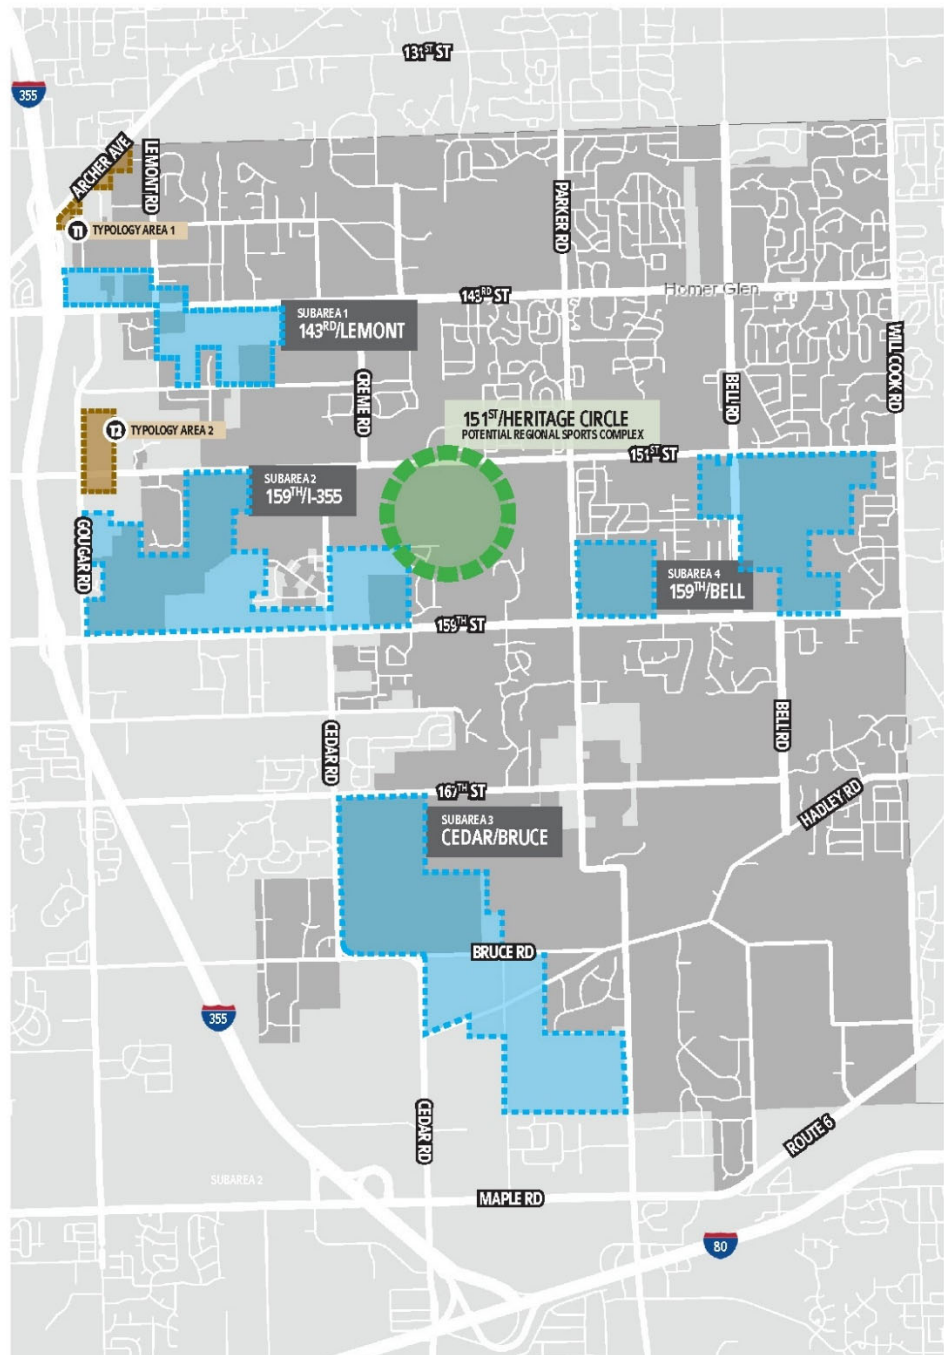 131ST ST
355
ARCHER AVE
LEMONT RD
T1 TYPOLOGY AREA 1
PARKER RD
Homer Glen
143RD ST
SUBAREA 1
143RD/LEMONT
WILL COOK RD
CREME RD
BELL RD
151ST/HERITAGE CIRCLE
POTENTIAL REGIONAL SPORTS COMPLEX
T2 TYPOLOGY AREA 2
151ST ST
SUBAREA 2
159TH/I-355
GOUGAR RD
SUBAREA 4
159TH/BELL
159TH ST
CEDAR RD
BELL RD
167TH ST
HADLEY RD
SUBAREA 3
CEDAR/BRUCE
BRUCE RD
355
CEDAR RD
ROUTE 6
SUBAREA 2
MAPLE RD
80